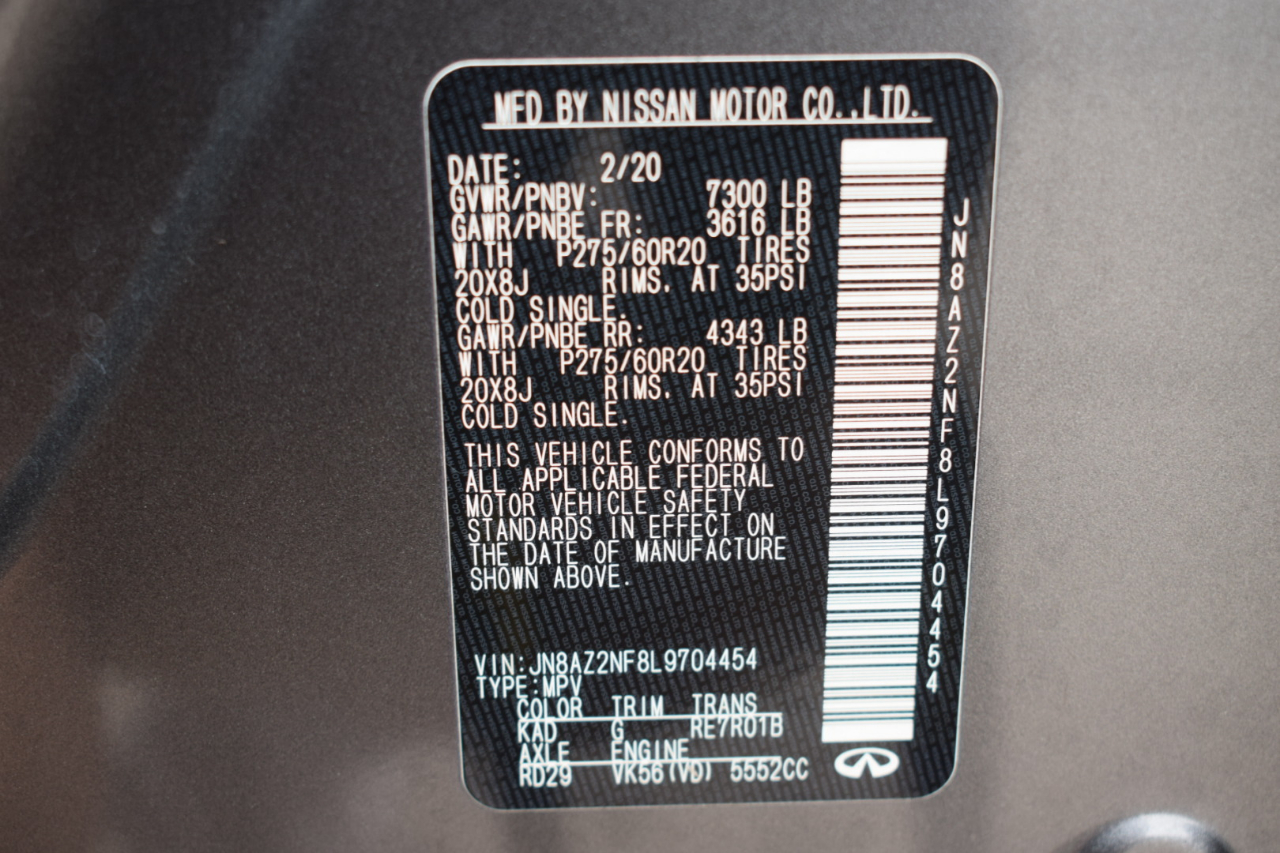 MFD BY NISSAN MOTOR CO.,LTD.
DATE: 2/20
GVWR/PNBV: 7300 LB
GAWR/PNBE FR: 3616 LB
WITH P275/60R20 TIRES
20X8J RIMS. AT 35PSI
COLD SINGLE.
GAWR/PNBE RR: 4343 LB
WITH P275/60R20 TIRES
20X8J RIMS. AT 35PSI
COLD SINGLE.
THIS VEHICLE CONFORMS TO
ALL APPLICABLE FEDERAL
MOTOR VEHICLE SAFETY
STANDARDS IN EFFECT ON
THE DATE OF MANUFACTURE
SHOWN ABOVE.
VIN:JN8AZ2NF8L9704454
TYPE:MPV
COLOR TRIM TRANS
KAD G RE7R01B
AXLE ENGINE
RD29 VK56(VD) 5552CC
JN8AZ2NF8L9704454